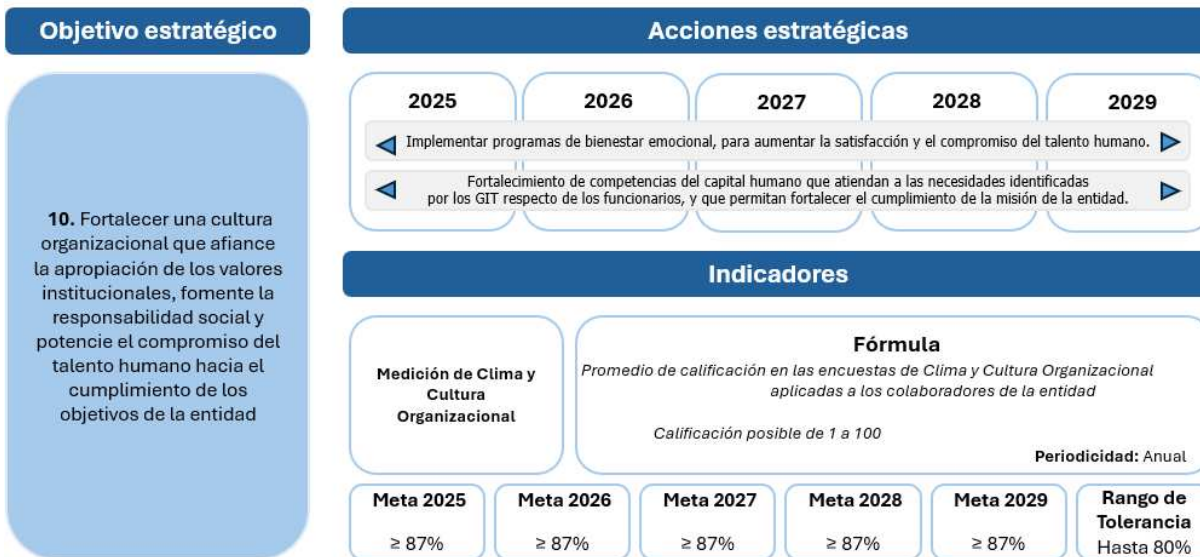 Objetivo estratégico
10. Fortalecer una cultura
organizacional que afiance
la apropiación de los valores
institucionales, fomente la
responsabilidad social y
potencie el compromiso del
talento humano hacia el
cumplimiento de los
objetivos de la entidad
Acciones estratégicas
2025 2026 2027 2028 2029
Implementar programas de bienestar emocional, para aumentar la satisfacción y el compromiso del talento humano.
Fortalecimiento de competencias del capital humano que atiendan a las necesidades identificadas
por los GIT respecto de los funcionarios, y que permitan fortalecer el cumplimiento de la misión de la entidad.
Indicadores
Medición de Clima y
Cultura
Organizacional
Fórmula
Promedio de calificación en las encuestas de Clima y Cultura Organizacional
aplicadas a los colaboradores de la entidad
Calificación posible de 1 a 100
Periodicidad: Anual
Meta 2025
≥ 87%
Meta 2026
≥ 87%
Meta 2027
≥ 87%
Meta 2028
≥ 87%
Meta 2029
≥ 87%
Rango de
Tolerancia
Hasta 80%